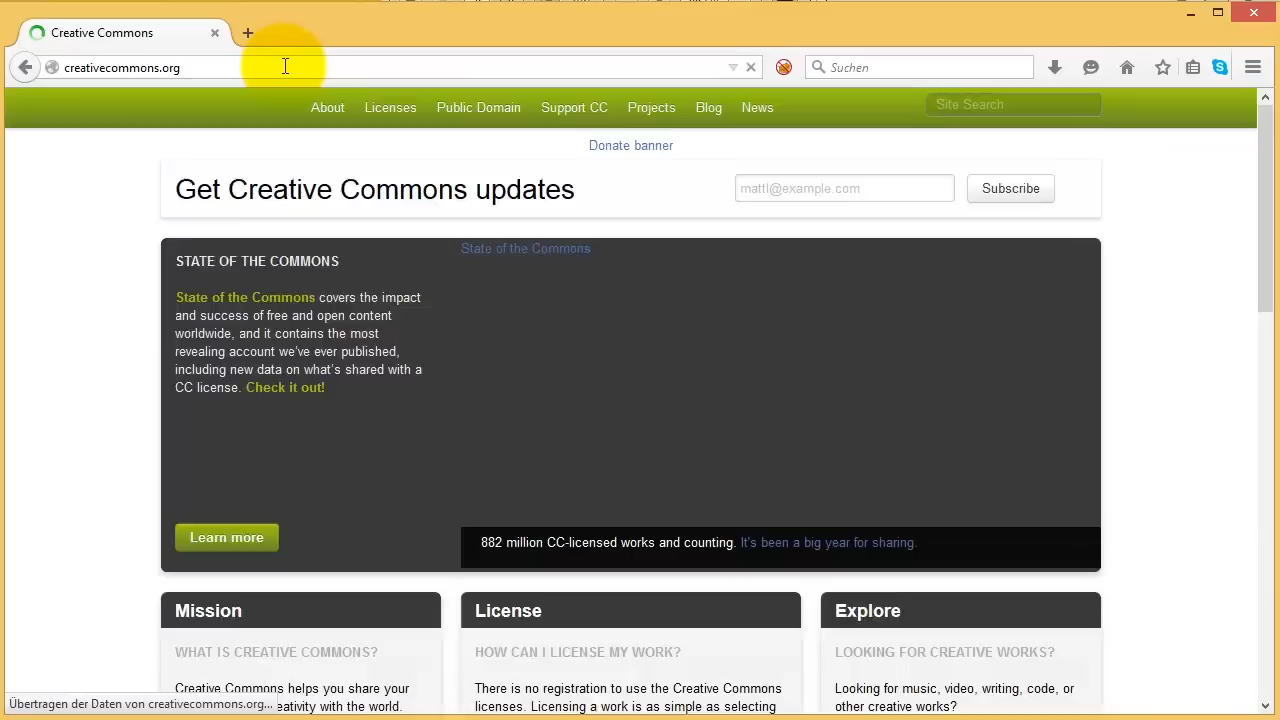 Creative Commons
creativecommons.org
Suchen
About Licenses Public Domain Support CC Projects Blog News
Site Search
Donate banner
Get Creative Commons updates
mattl@example.com
Subscribe
STATE OF THE COMMONS
State of the Commons covers the impact
and success of free and open content
worldwide, and it contains the most
revealing account we've ever published,
including new data on what's shared with a
CC license. Check it out!
Learn more
State of the Commons
882 million CC-licensed works and counting. It's been a big year for sharing.
Mission
WHAT IS CREATIVE COMMONS?
Creative Commons helps you share your
eativity with the world.
License
HOW CAN I LICENSE MY WORK?
There is no registration to use the Creative Commons
licenses. Licensing a work is as simple as selecting
Explore
LOOKING FOR CREATIVE WORKS?
Looking for music, video, writing, code, or
other creative works?
Übertragen der Daten von creativecommons.org...